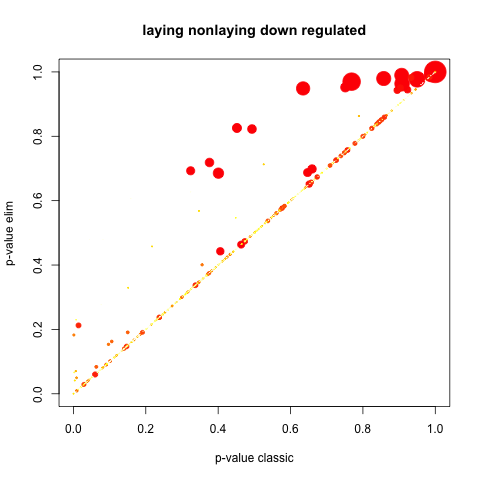 laying nonlaying down regulated
p-value elim
1.0
0.8
0.6
0.4
0.2
0.0
0.0 0.2 0.4 0.6 0.8 1.0
p-value classic